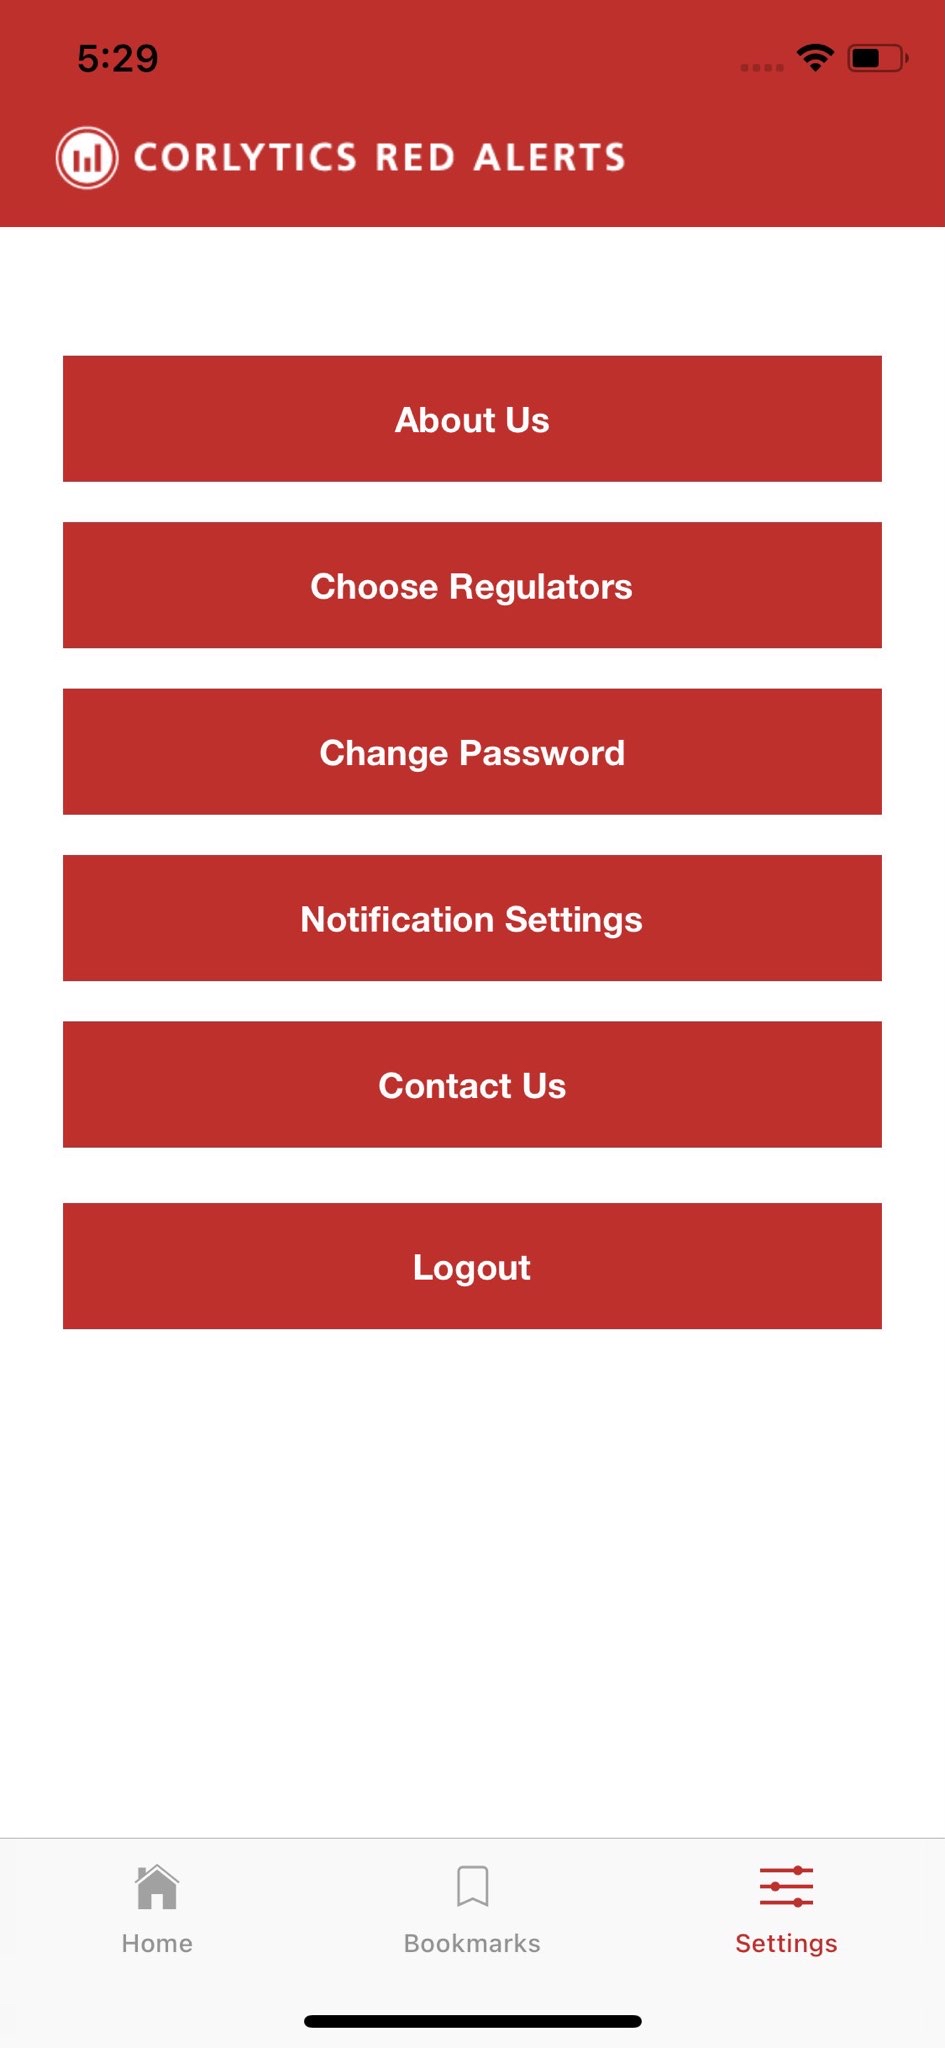 5:29
CORLYTICS RED ALERTS
About Us
Choose Regulators
Change Password
Notification Settings
Contact Us
Logout
Home
Bookmarks
Settings